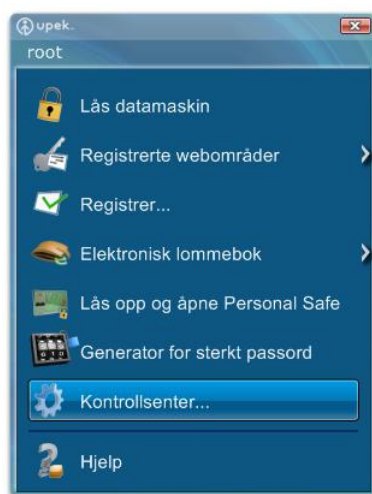 upek.
root
Lås datamaskin
Registrerte webområder
Registrer...
Elektronisk lommebok
Lås opp og åpne Personal Safe
Generator for sterkt passord
Kontrollsenter...
Hjelp